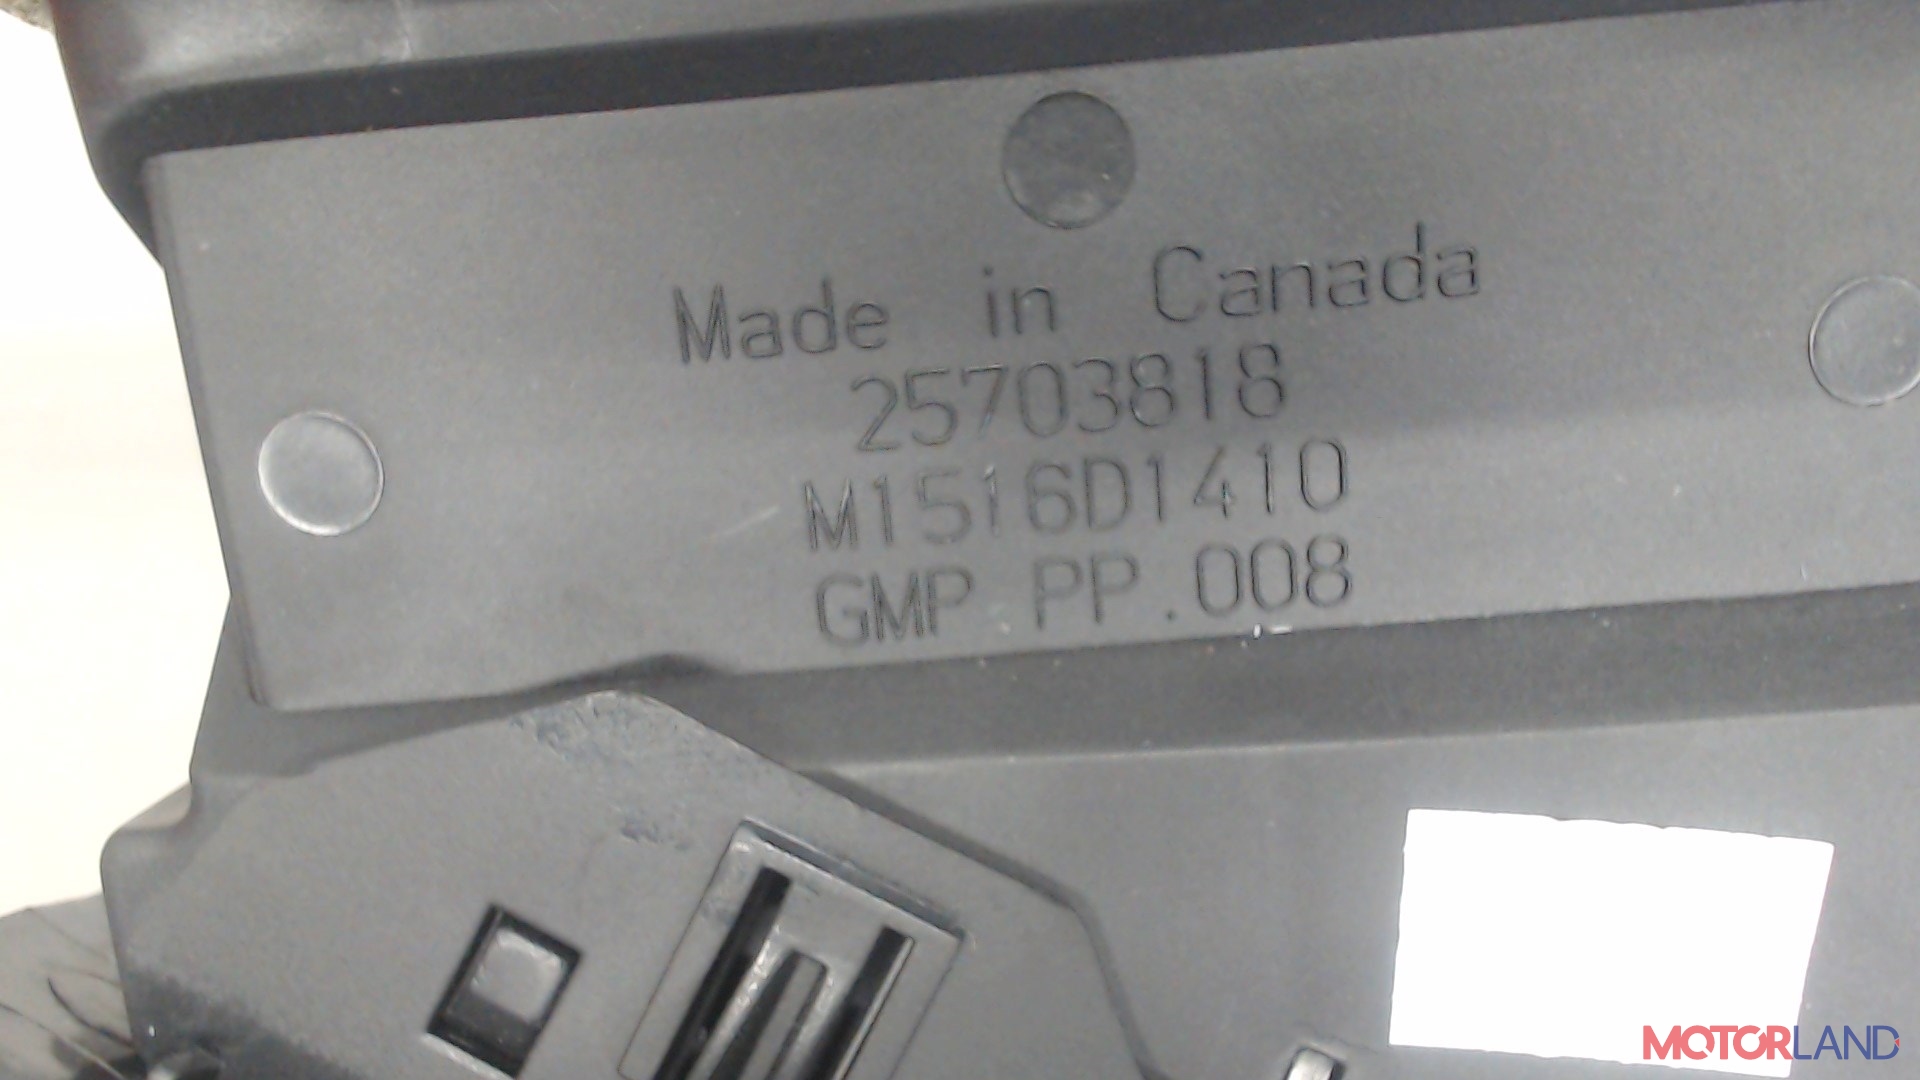 Made in Canada
25703818
M1516D1410
GMP PP.008
MOTORLAND